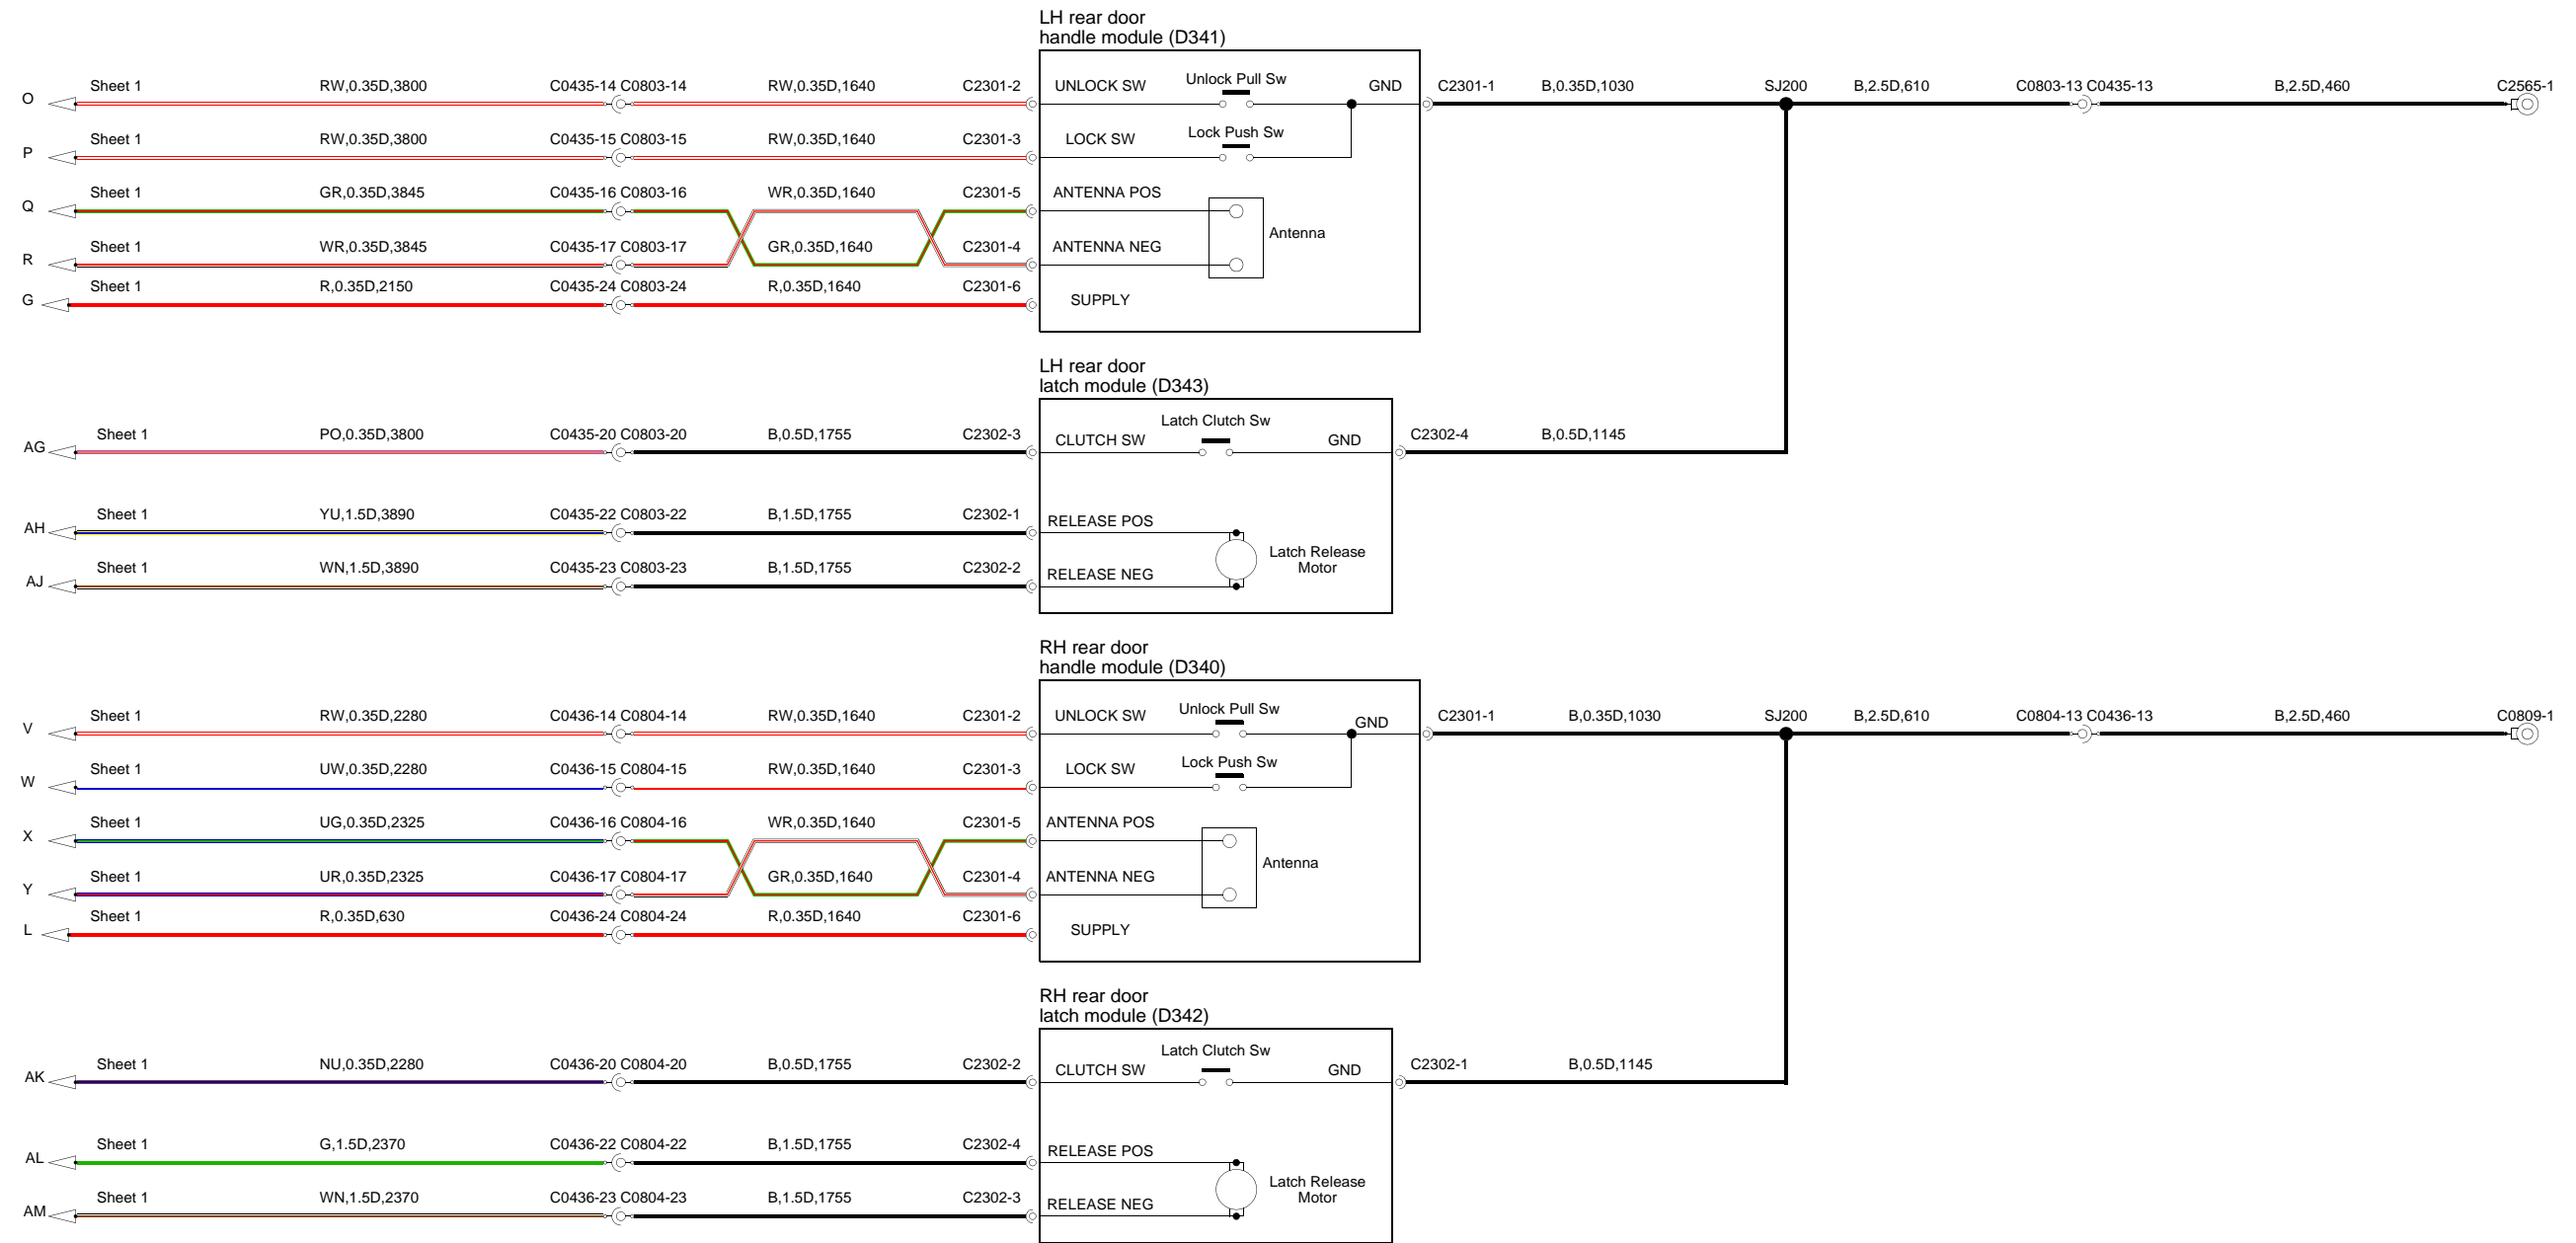 LH rear door
handle module (D341)
O Sheet 1 RW,0.35D,3800 C0435-14 C0803-14 RW,0.35D,1640 C2301-2 UNLOCK SW Unlock Pull Sw GND C2301-1 B,0.35D,1030 SJ200 B,2.5D,610 C0803-13 C0435-13 B,2.5D,460 C2565-1
P Sheet 1 RW,0.35D,3800 C0435-15 C0803-15 RW,0.35D,1640 C2301-3 LOCK SW Lock Push Sw
Q Sheet 1 GR,0.35D,3845 C0435-16 C0803-16 WR,0.35D,1640 C2301-5 ANTENNA POS
Antenna
R Sheet 1 WR,0.35D,3845 C0435-17 C0803-17 GR,0.35D,1640 C2301-4 ANTENNA NEG
G Sheet 1 R,0.35D,2150 C0435-24 C0803-24 R,0.35D,1640 C2301-6 SUPPLY
LH rear door
latch module (D343)
AG Sheet 1 PO,0.35D,3800 C0435-20 C0803-20 B,0.5D,1755 C2302-3 CLUTCH SW Latch Clutch Sw GND C2302-4 B,0.5D,1145
AH Sheet 1 YU,1.5D,3890 C0435-22 C0803-22 B,1.5D,1755 C2302-1 RELEASE POS
Latch Release
Motor
AJ Sheet 1 WN,1.5D,3890 C0435-23 C0803-23 B,1.5D,1755 C2302-2 RELEASE NEG
RH rear door
handle module (D340)
V Sheet 1 RW,0.35D,2280 C0436-14 C0804-14 RW,0.35D,1640 C2301-2 UNLOCK SW Unlock Pull Sw GND C2301-1 B,0.35D,1030 SJ200 B,2.5D,610 C0804-13 C0436-13 B,2.5D,460 C0809-1
W Sheet 1 UW,0.35D,2280 C0436-15 C0804-15 RW,0.35D,1640 C2301-3 LOCK SW Lock Push Sw
X Sheet 1 UG,0.35D,2325 C0436-16 C0804-16 WR,0.35D,1640 C2301-5 ANTENNA POS
Antenna
Y Sheet 1 UR,0.35D,2325 C0436-17 C0804-17 GR,0.35D,1640 C2301-4 ANTENNA NEG
L Sheet 1 R,0.35D,630 C0436-24 C0804-24 R,0.35D,1640 C2301-6 SUPPLY
RH rear door
latch module (D342)
AK Sheet 1 NU,0.35D,2280 C0436-20 C0804-20 B,0.5D,1755 C2302-2 CLUTCH SW Latch Clutch Sw GND C2302-1 B,0.5D,1145
AL Sheet 1 G,1.5D,2370 C0436-22 C0804-22 B,1.5D,1755 C2302-4 RELEASE POS
Latch Release
Motor
AM Sheet 1 WN,1.5D,2370 C0436-23 C0804-23 B,1.5D,1755 C2302-3 RELEASE NEG